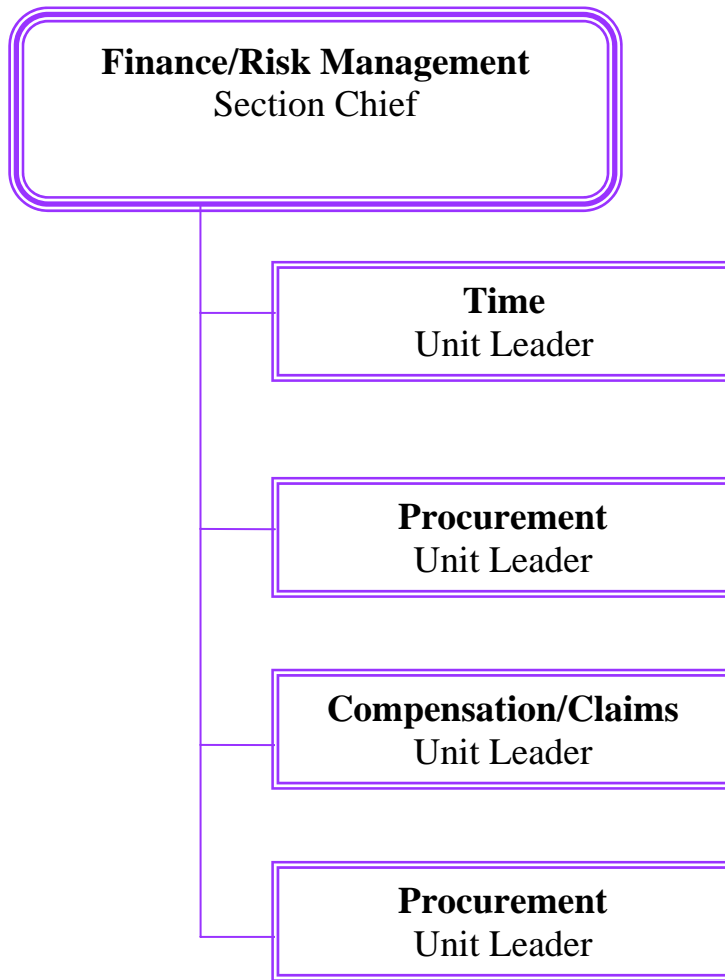 Finance/Risk Management
Section Chief
Time
Unit Leader
Procurement
Unit Leader
Compensation/Claims
Unit Leader
Procurement
Unit Leader